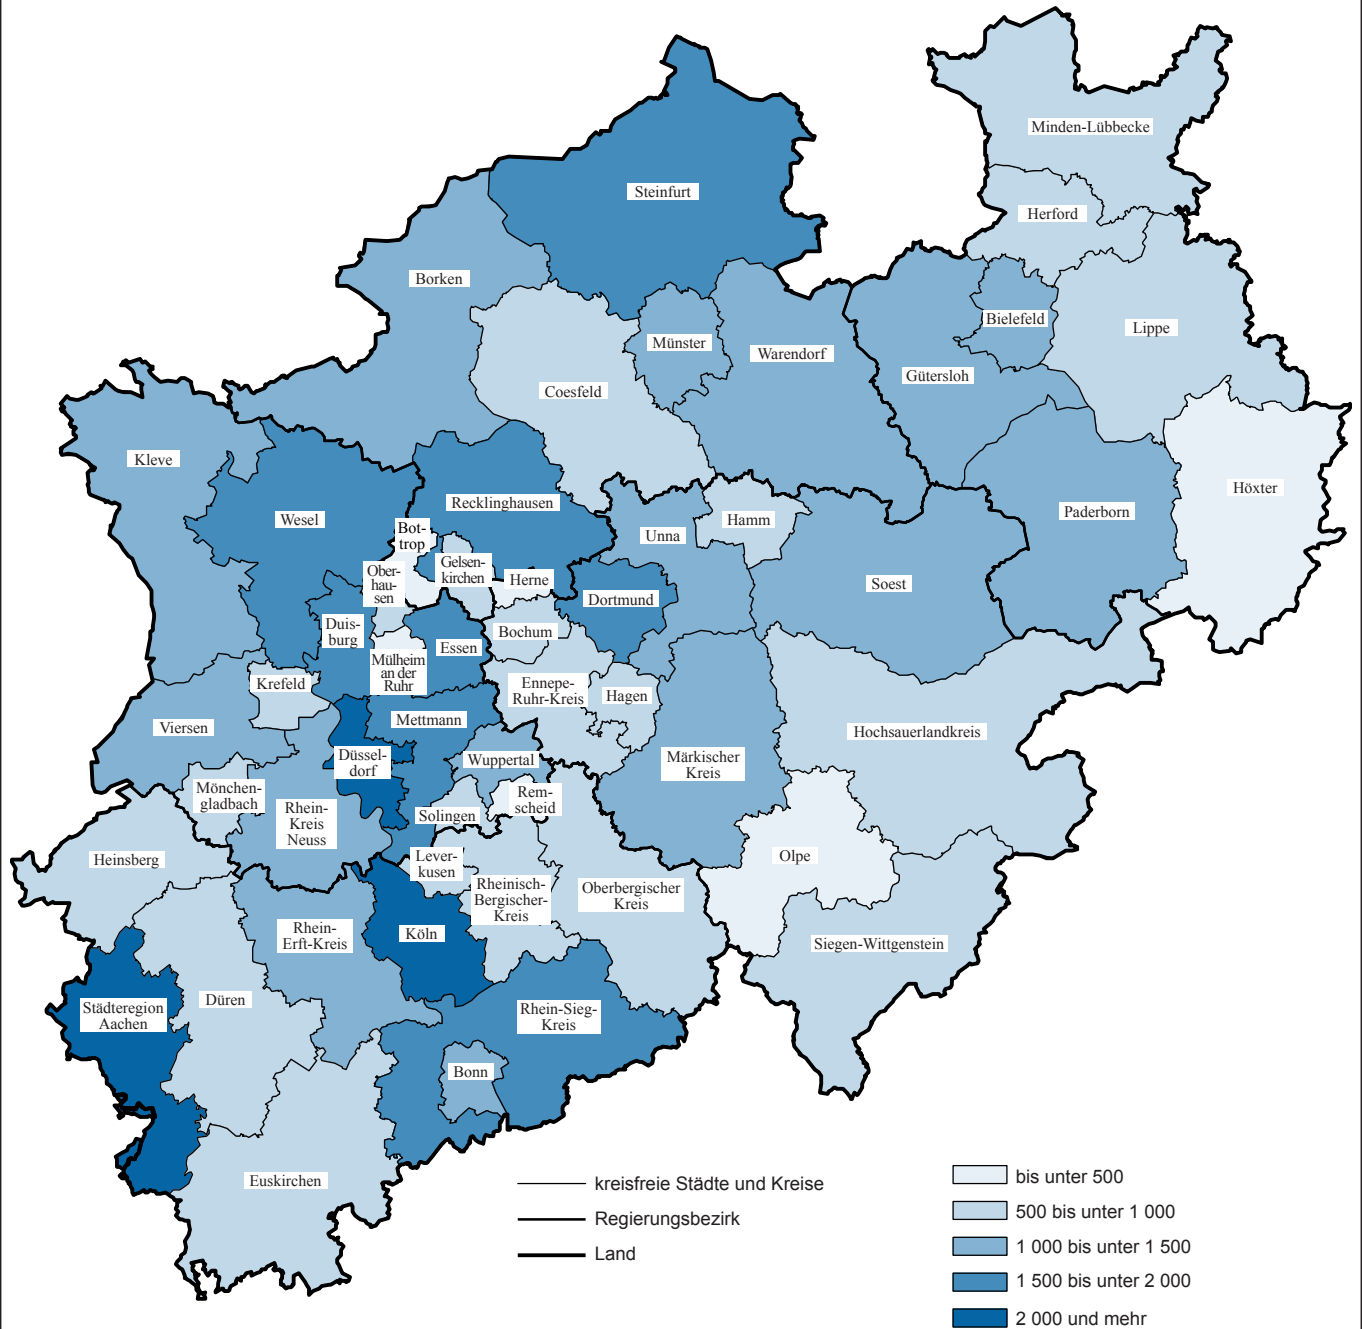 Minden-Lübbecke
Steinfurt
Herford
Borken
Bielefeld
Lippe
Münster
Warendorf
Gütersloh
Coesfeld
Kleve
Höxter
Recklinghausen
Paderborn
Wesel
Hamm
Bot-
trop
Unna
Gelsen-
kirchen
Herne
Ober-
hau-
sen
Soest
Dortmund
Duis-
burg
Bochum
Essen
Mülheim
an der
Ruhr
Krefeld
Ennepe-
Ruhr-Kreis
Hagen
Mettmann
Viersen
Hochsauerlandkreis
Düssel-
dorf
Wuppertal
Märkischer
Kreis
Mönchen-
gladbach
Rem-
scheid
Rhein-
Kreis
Neuss
Solingen
Heinsberg
Lever-
kusen
Olpe
Rheinisch-
Bergischer-
Kreis
Oberbergischer
Kreis
Rhein-
Erft-Kreis
Köln
Siegen-Wittgenstein
Düren
Städteregion
Aachen
Rhein-Sieg-
Kreis
Bonn
Euskirchen
kreisfreie Städte und Kreise
Regierungsbezirk
Land
bis unter 500
500 bis unter 1 000
1 000 bis unter 1 500
1 500 bis unter 2 000
2 000 und mehr